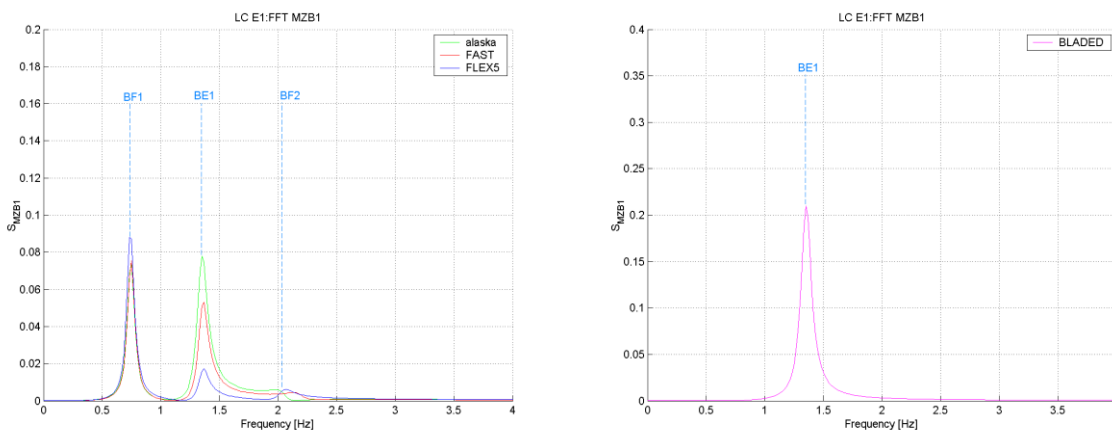 LC E1:FFT MZB1
0.2
0.18
0.16
0.14
0.12
0.1
0.08
0.06
0.04
0.02
0
S_MZB1
alaska
FAST
FLEX5
BF1
BE1
BF2
0 0.5 1 1.5 2 2.5 3 3.5 4
Frequency [Hz]
LC E1:FFT MZB1
0.4
0.35
0.3
0.25
0.2
0.15
0.1
0.05
0
S_MZB1
BLADED
BE1
0 0.5 1 1.5 2 2.5 3 3.5
Frequency [Hz]